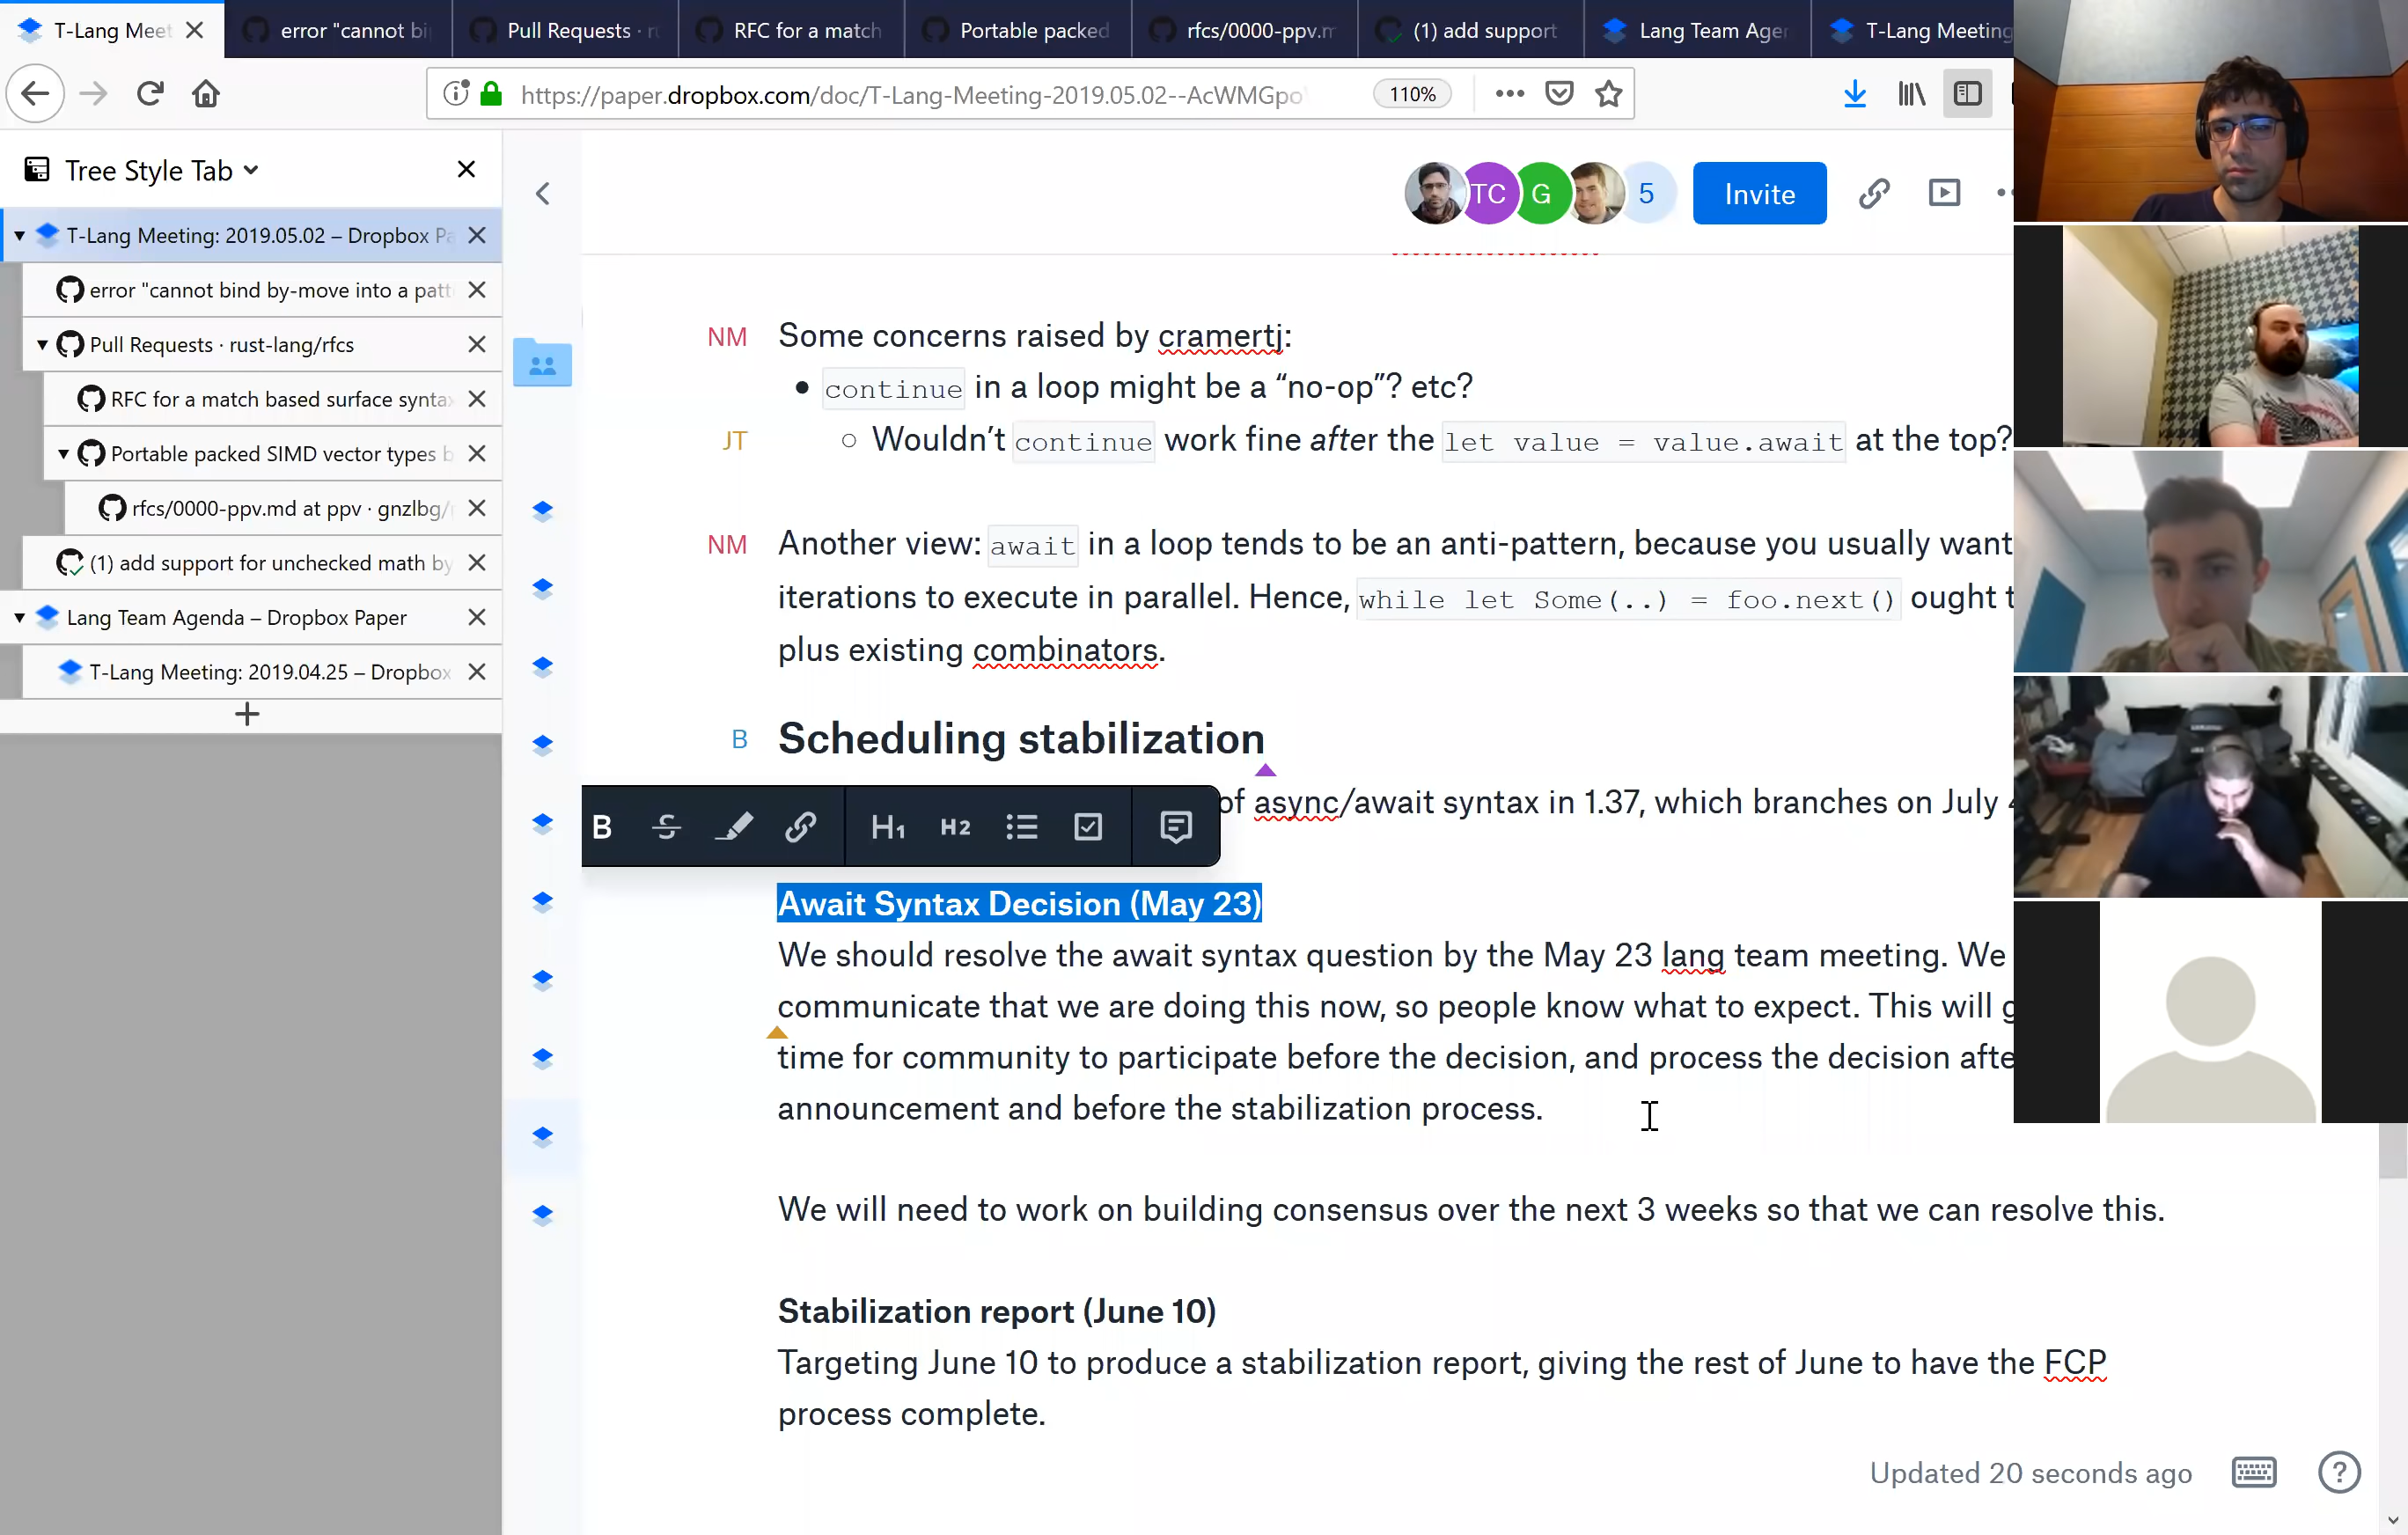 T-Lang Meet
error "cannot bi
Pull Requests · r
RFC for a match
Portable packed
rfcs/0000-ppv.m
(1) add support
Lang Team Age
T-Lang Meeting
https://paper.dropbox.com/doc/T-Lang-Meeting-2019.05.02--AcWMGpo
110%
Tree Style Tab
T-Lang Meeting: 2019.05.02 – Dropbox Pa
error "cannot bind by-move into a patt
Pull Requests · rust-lang/rfcs
RFC for a match based surface synta
Portable packed SIMD vector types b
rfcs/0000-ppv.md at ppv · gnzlbg/
(1) add support for unchecked math by
Lang Team Agenda – Dropbox Paper
T-Lang Meeting: 2019.04.25 – Dropbox
TC
G
5
Invite
NM Some concerns raised by cramertj:
• continue in a loop might be a “no-op”? etc?
JT ○ Wouldn’t continue work fine after the let value = value.await at the top?
NM Another view: await in a loop tends to be an anti-pattern, because you usually want
iterations to execute in parallel. Hence, while let Some(..) = foo.next() ought t
plus existing combinators.
B Scheduling stabilization
of async/await syntax in 1.37, which branches on July 4
B S H1 H2
Await Syntax Decision (May 23)
We should resolve the await syntax question by the May 23 lang team meeting. We
communicate that we are doing this now, so people know what to expect. This will g
time for community to participate before the decision, and process the decision afte
announcement and before the stabilization process.
We will need to work on building consensus over the next 3 weeks so that we can resolve this.
Stabilization report (June 10)
Targeting June 10 to produce a stabilization report, giving the rest of June to have the FCP
process complete.
Updated 20 seconds ago
?